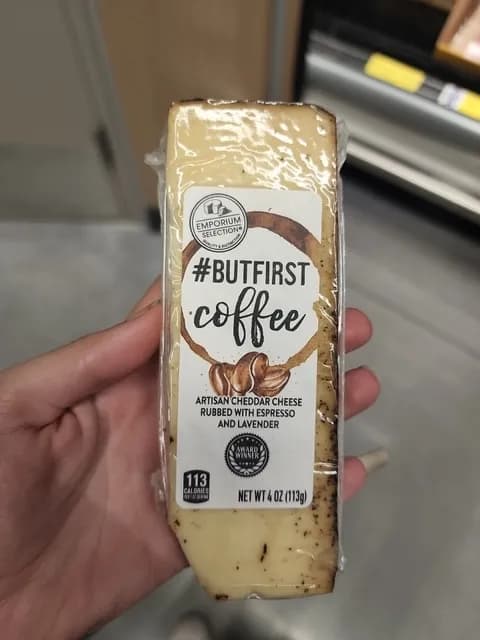 EMPORIUM
SELECTION®
#BUTFIRST
coffee
ARTISAN CHEDDAR CHEESE
RUBBED WITH ESPRESSO
AND LAVENDER
AWARD
WINNER
113
CALORIES
NET WT 4 OZ (113g)